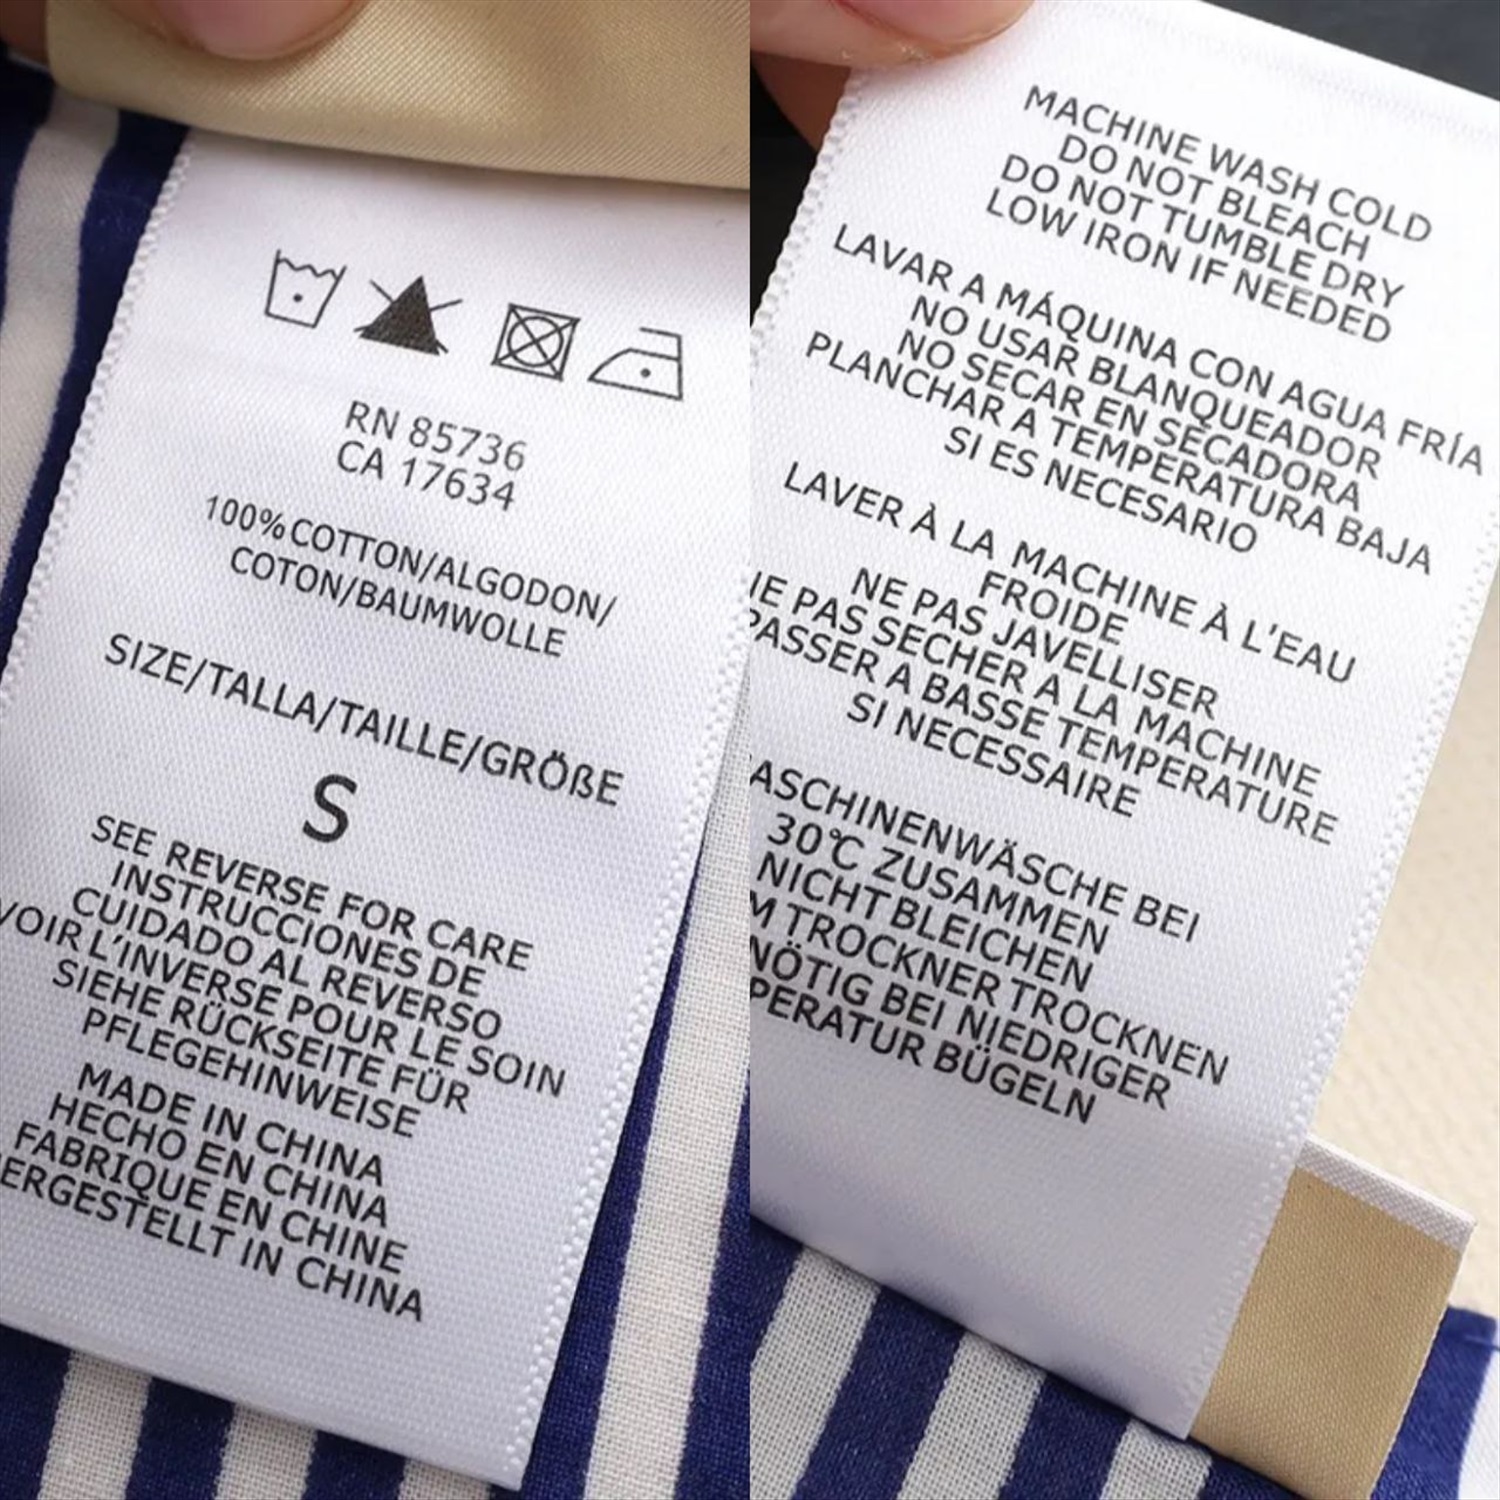 RN 85736
CA 17634
100%COTTON/ALGODON/
COTON/BAUMWOLLE
SIZE/TALLA/TAILLE/GRÖßE
S
SEE REVERSE FOR CARE
INSTRUCCIONES DE
CUIDADO AL REVERSO
VOIR L'INVERSE POUR LE SOIN
SIEHE RÜCKSEITE FÜR
PFLEGEHINWEISE
MADE IN CHINA
HECHO EN CHINA
FABRIQUE EN CHINE
ERGESTELLT IN CHINA
MACHINE WASH COLD
DO NOT BLEACH
DO NOT TUMBLE DRY
LOW IRON IF NEEDED
LAVAR A MÁQUINA CON AGUA FRÍA
NO USAR BLANQUEADOR
NO SECAR EN SECADORA
PLANCHAR A TEMPERATURA BAJA
SI ES NECESARIO
LAVER À LA MACHINE À L'EAU
FROIDE
NE PAS JAVELLISER
NE PAS SECHER A LA MACHINE
PASSER A BASSE TEMPERATURE
SI NECESSAIRE
ASCHINENWÄSCHE BEI
30℃ ZUSAMMEN
NICHT BLEICHEN
M TROCKNER TROCKNEN
NÖTIG BEI NIEDRIGER
PERATUR BÜGELN